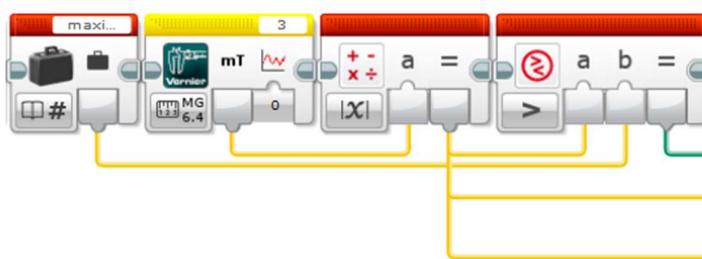 maxi... 3
mT a = a b =
Vernier
# MG 6.4 0 |X| >